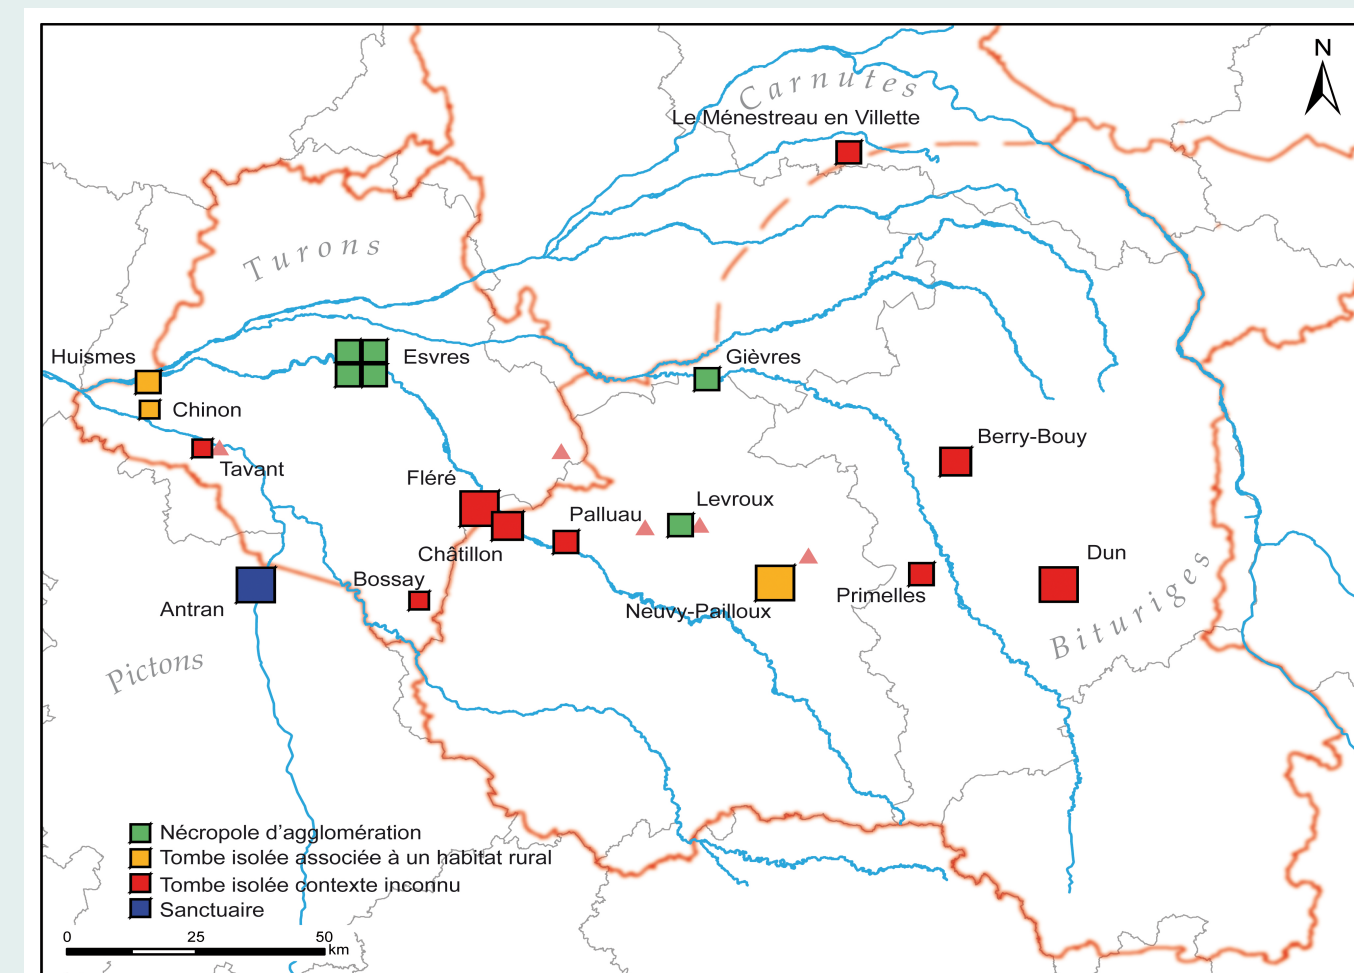 N
Carnutes
Le Ménestreau en Villette
Turons
Huismes
Esvres
Gièvres
Chinon
Berry-Bouy
Tavant
Fléré
Levroux
Palluau
Châtillon
Dun
Bossay
Primelles
Antran
Neuvy-Pailloux
Bituriges
Pictons
Nécropole d'agglomération
Tombe isolée associée à un habitat rural
Tombe isolée contexte inconnu
Sanctuaire
0 25 50
km